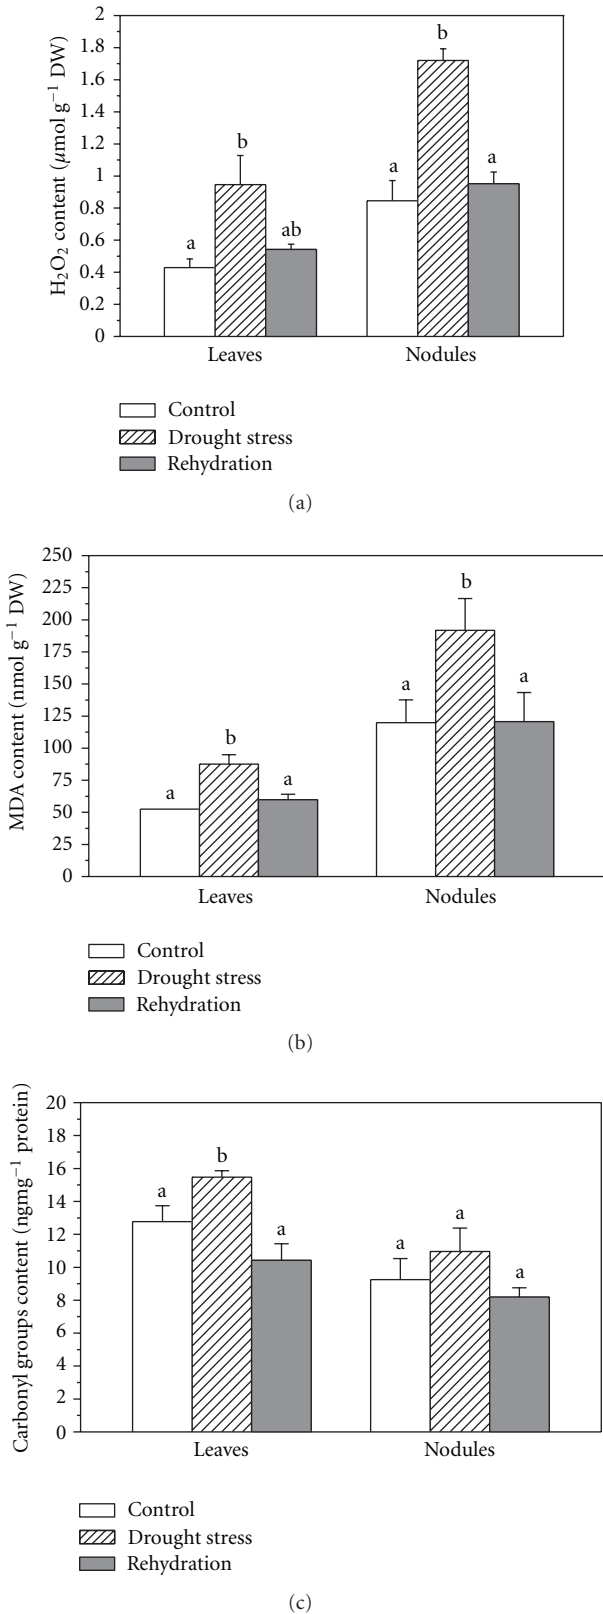 2
1.8
1.6
1.4
1.2
1
0.8
0.6
0.4
0.2
0
H₂O₂ content (μmol g⁻¹ DW)
a
b
ab
a
b
a
Leaves
Nodules
Control
Drought stress
Rehydration
(a)
250
225
200
175
150
125
100
75
50
25
0
MDA content (nmol g⁻¹ DW)
a
b
a
a
b
a
Leaves
Nodules
Control
Drought stress
Rehydration
(b)
20
18
16
14
12
10
8
6
4
2
0
Carbonyl groups content (ngmg⁻¹ protein)
a
b
a
a
a
a
Leaves
Nodules
Control
Drought stress
Rehydration
(c)